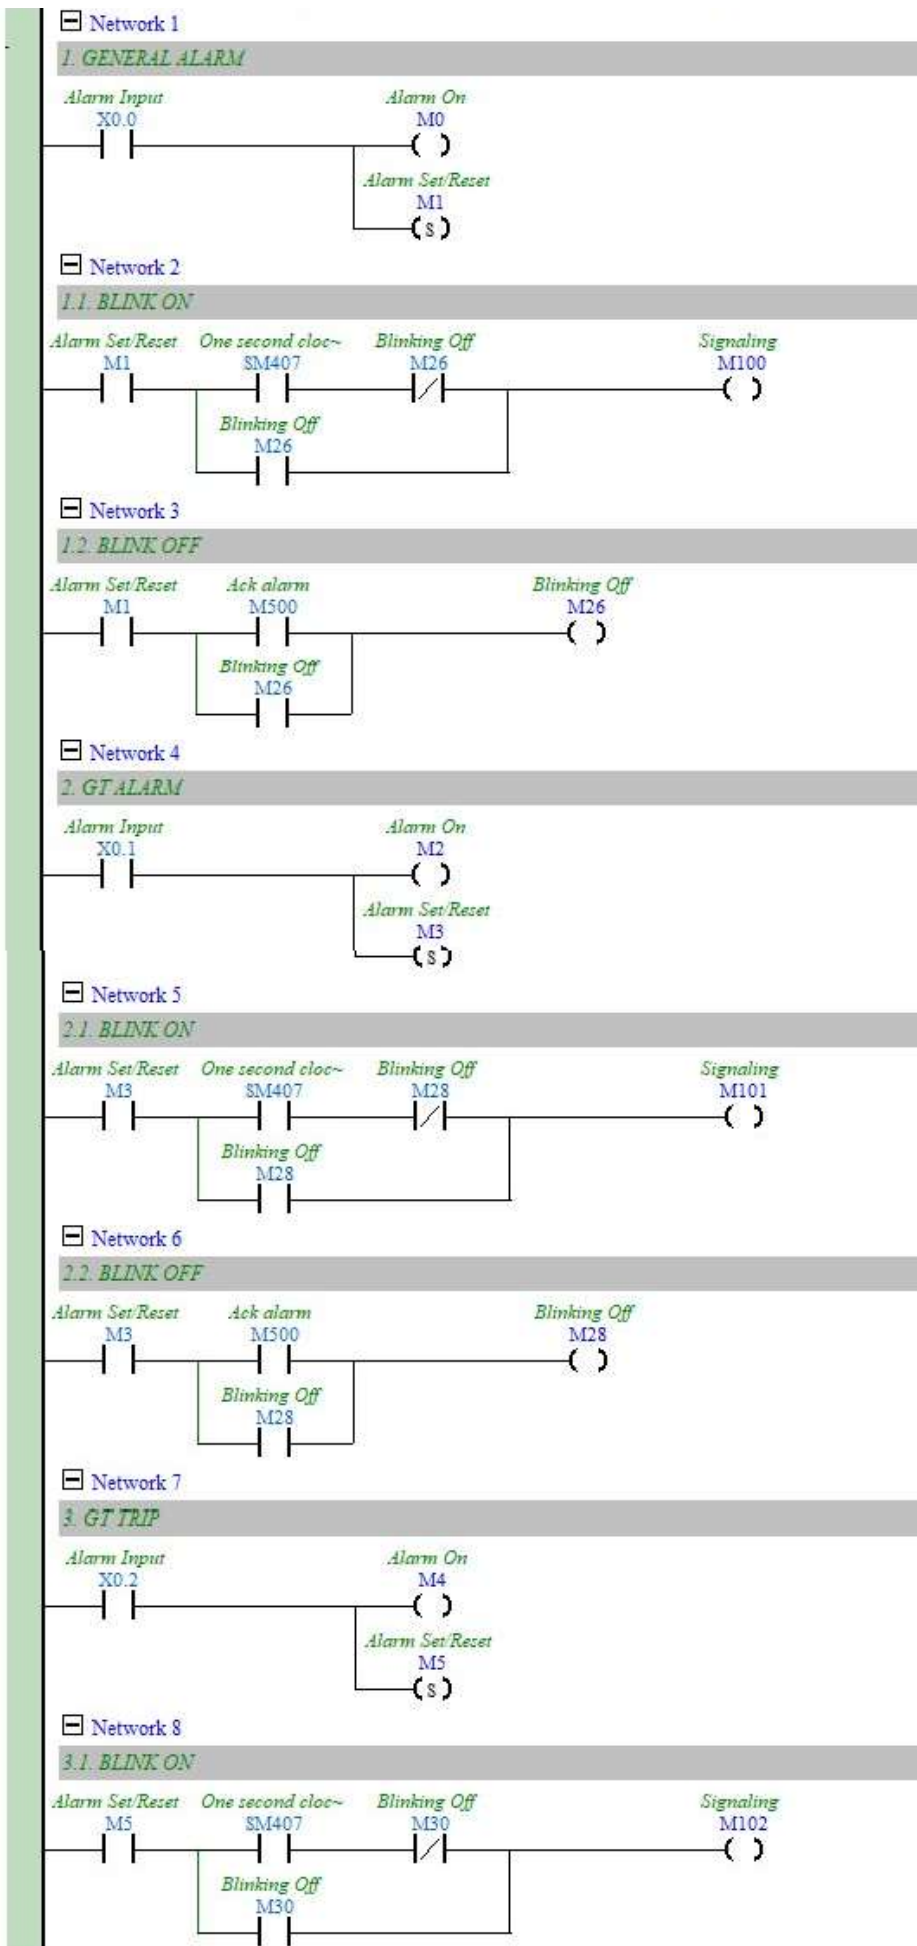 Network 1
1. GENERAL ALARM
Alarm Input Alarm On
X0.0 M0
Alarm Set/Reset
M1
S
Network 2
1.1. BLINK ON
Alarm Set/Reset One second cloc~ Blinking Off Signaling
M1 SM407 M26 M100
Blinking Off
M26
Network 3
1.2. BLINK OFF
Alarm Set/Reset Ack alarm Blinking Off
M1 M500 M26
Blinking Off
M26
Network 4
2. GT ALARM
Alarm Input Alarm On
X0.1 M2
Alarm Set/Reset
M3
S
Network 5
2.1. BLINK ON
Alarm Set/Reset One second cloc~ Blinking Off Signaling
M3 SM407 M28 M101
Blinking Off
M28
Network 6
2.2. BLINK OFF
Alarm Set/Reset Ack alarm Blinking Off
M3 M500 M28
Blinking Off
M28
Network 7
3. GT TRIP
Alarm Input Alarm On
X0.2 M4
Alarm Set/Reset
M5
S
Network 8
3.1. BLINK ON
Alarm Set/Reset One second cloc~ Blinking Off Signaling
M5 SM407 M30 M102
Blinking Off
M30